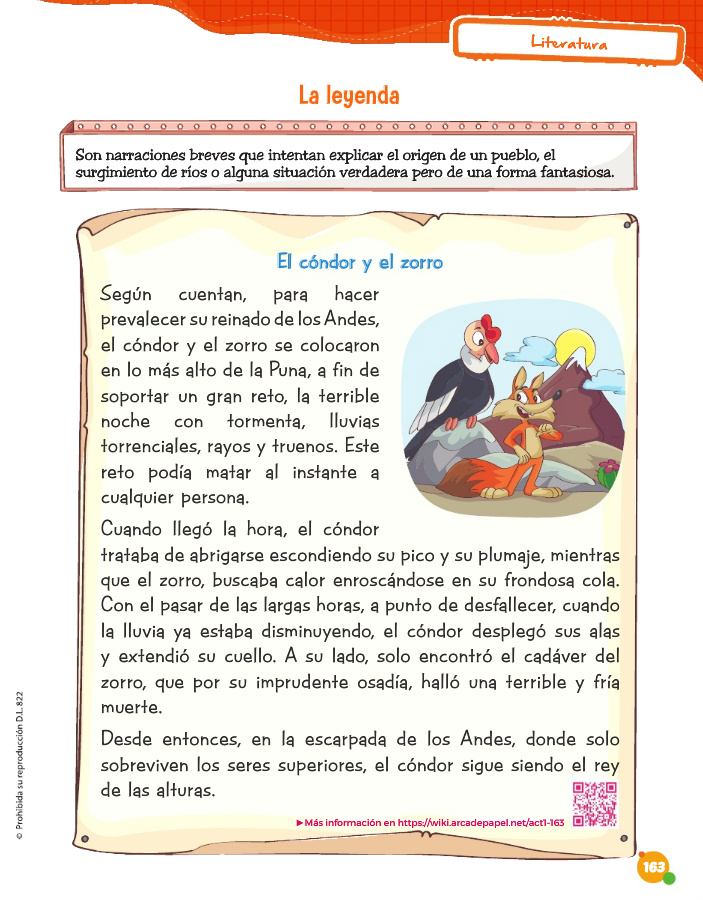 Literatura
La leyenda
Son narraciones breves que intentan explicar el origen de un pueblo, el
surgimiento de ríos o alguna situación verdadera pero de una forma fantasiosa.
El cóndor y el zorro
Según cuentan, para hacer
prevalecer su reinado de los Andes,
el cóndor y el zorro se colocaron
en lo más alto de la Puna, a fin de
soportar un gran reto, la terrible
noche con tormenta, lluvias
torrenciales, rayos y truenos. Este
reto podía matar al instante a
cualquier persona.
Cuando llegó la hora, el cóndor
trataba de abrigarse escondiendo su pico y su plumaje, mientras
que el zorro, buscaba calor enroscándose en su frondosa cola.
Con el pasar de las largas horas, a punto de desfallecer, cuando
la lluvia ya estaba disminuyendo, el cóndor desplegó sus alas
y extendió su cuello. A su lado, solo encontró el cadáver del
zorro, que por su imprudente osadía, halló una terrible y fría
muerte.
Desde entonces, en la escarpada de los Andes, donde solo
sobreviven los seres superiores, el cóndor sigue siendo el rey
de las alturas.
▶Más información en https://wiki.arcadepapel.net/act1-163
© Prohibida su reproducción D.L. 822
163